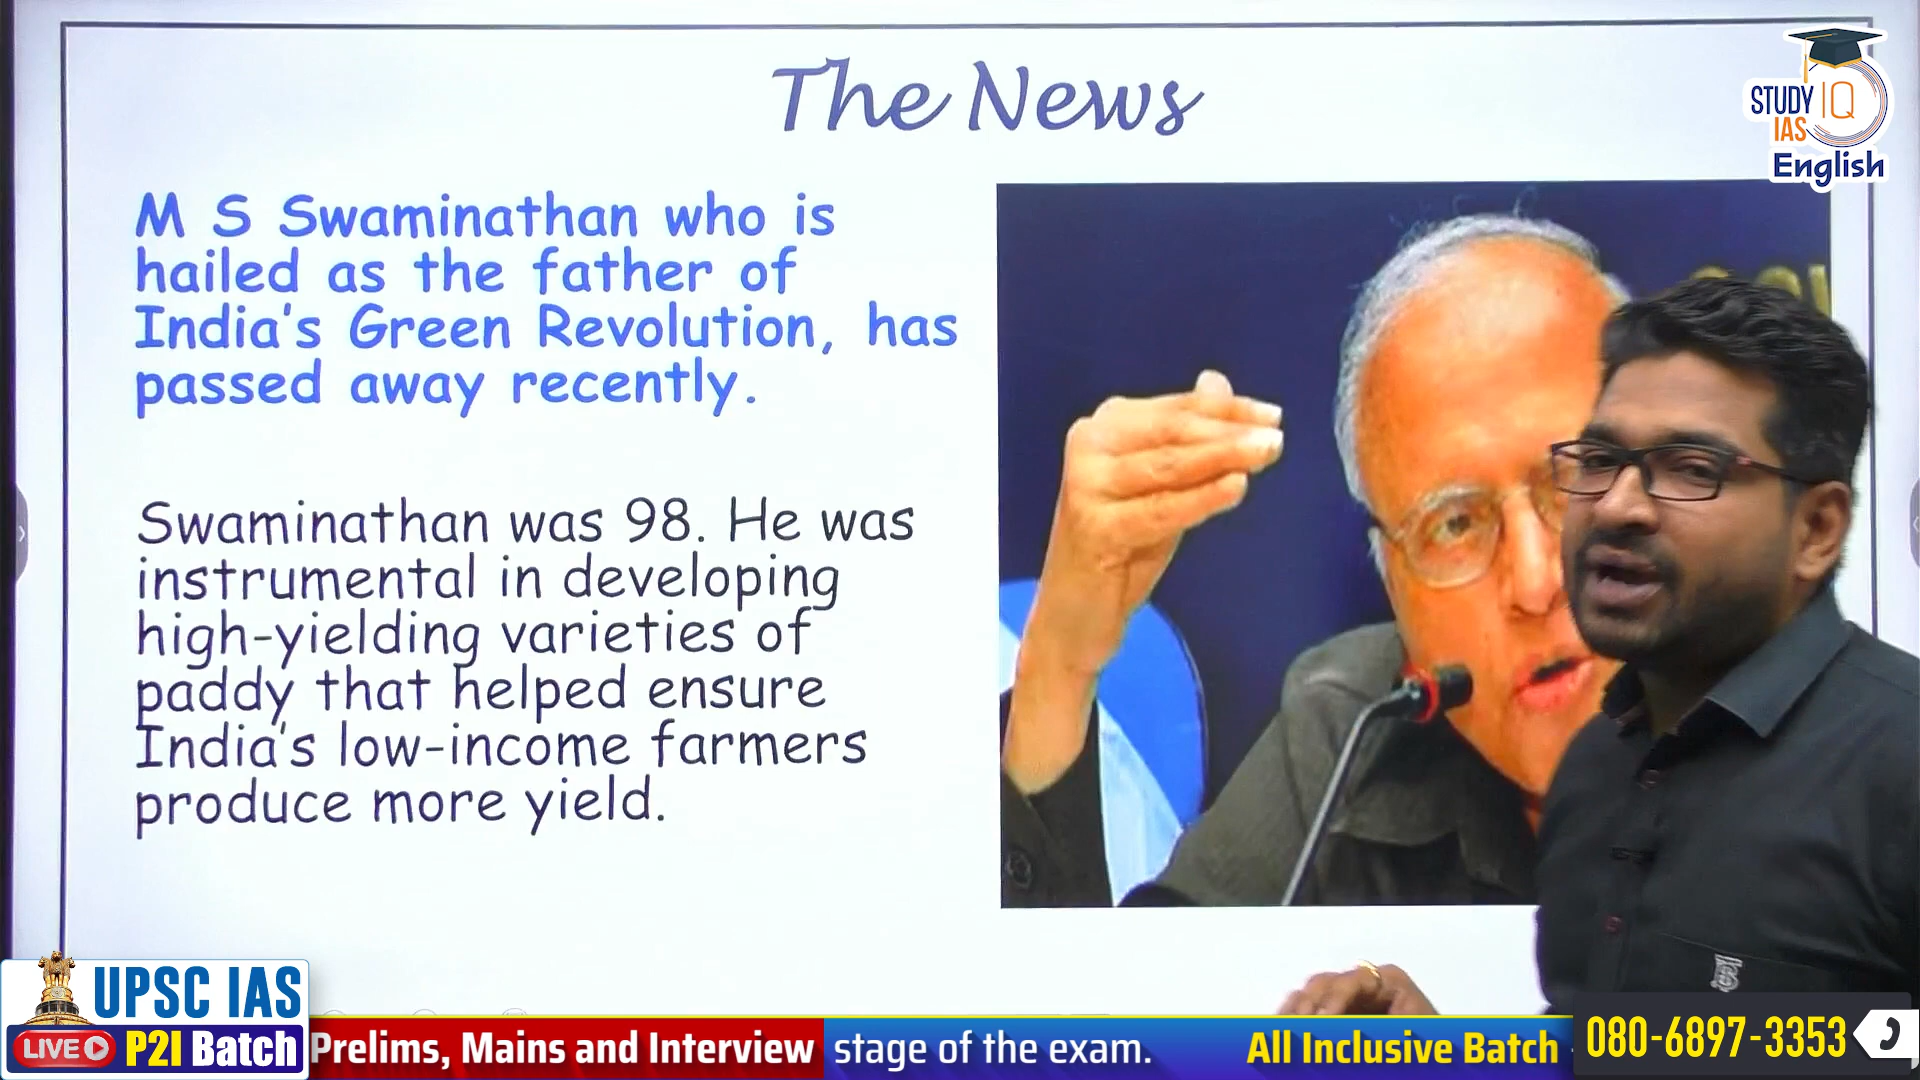 The News
STUDY IQ
IAS
English
M S Swaminathan who is
hailed as the father of
India's Green Revolution, has
passed away recently.
Swaminathan was 98. He was
instrumental in developing
high-yielding varieties of
paddy that helped ensure
India's low-income farmers
produce more yield.
UPSC IAS
LIVE P2I Batch
Prelims, Mains and Interview stage of the exam. All Inclusive Batch
080-6897-3353